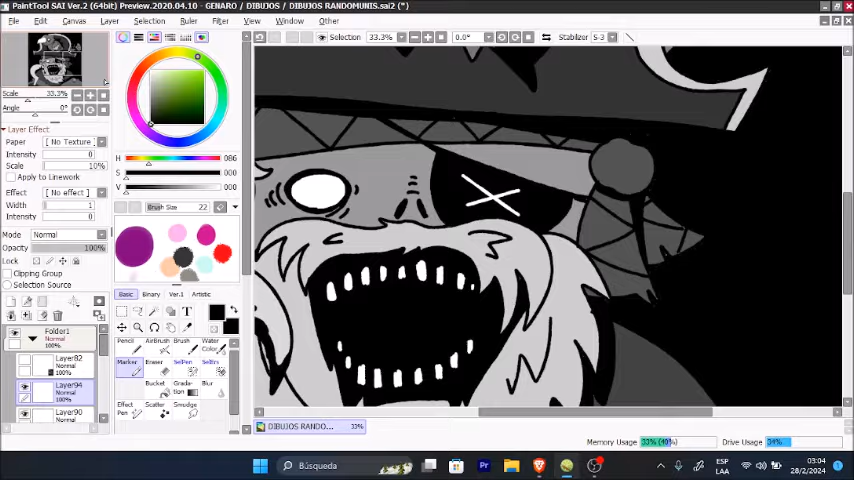 PaintTool SAI Ver.2 (64bit) Preview.2020.04.10 - GENARO / DIBUJOS / DIBUJOS RANDOMUNIS.sai2 (*)
File Edit Canvas Layer Selection Ruler Filter View Window Other
Selection 33.3% 0.0° Stabilizer S-3
Scale 33.3%
Angle 0°
Layer Effect
Paper [ No Texture ]
Intensity 0
Scale 10%
Apply to Linework
Effect [ No effect ]
Width 1
Intensity 0
Mode Normal
Opacity 100%
Lock
Clipping Group
Selection Source
Folder1
Normal
100%
Layer82
Normal
100%
Layer94
Normal
100%
Layer90
Normal
H 086
S 000
V 000
Brush Size 22
Basic Binary Ver.1 Artistic
Pencil AirBrush Brush Water Color
Marker Eraser SelPen SelErs
Bucket Gradation Blur
Effect Pen Scatter Smudge
DIBUJOS RANDO... 33%
Memory Usage 33% (40%) Drive Usage 84%
Búsqueda
Pr
ESP
LAA
03:04
28/2/2024